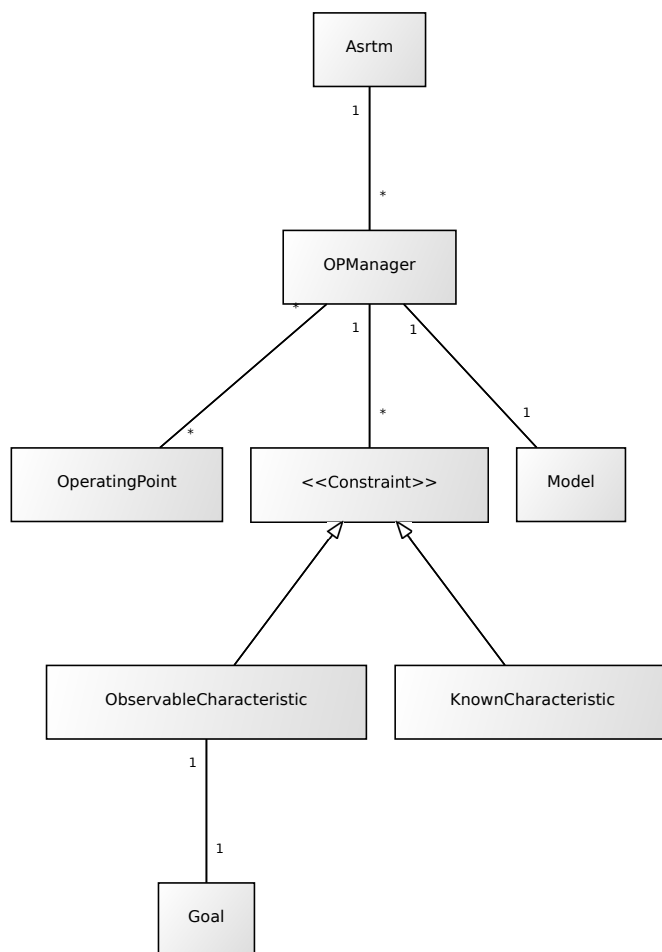 Asrtm
1
*
OPManager
*
1
1
*
*
1
OperatingPoint
<<Constraint>>
Model
ObservableCharacteristic
KnownCharacteristic
1
1
Goal